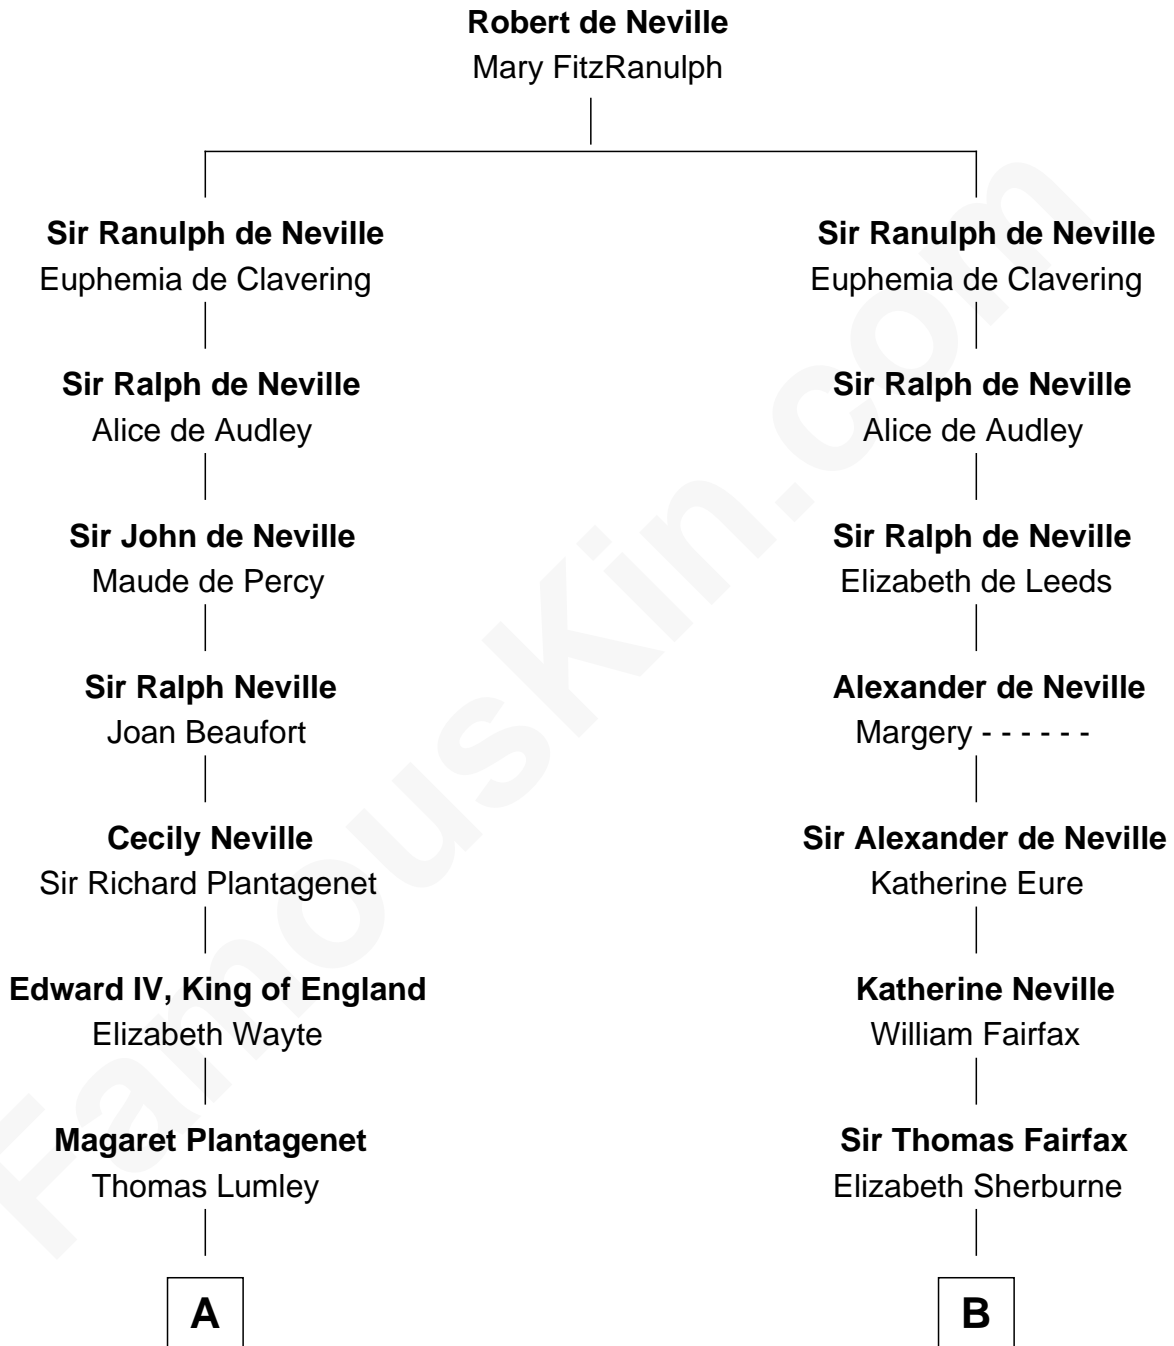 Robert de Neville
Mary FitzRanulph
Sir Ranulph de Neville
Euphemia de Clavering
Sir Ranulph de Neville
Euphemia de Clavering
Sir Ralph de Neville
Alice de Audley
Sir Ralph de Neville
Alice de Audley
Sir John de Neville
Maude de Percy
Sir Ralph de Neville
Elizabeth de Leeds
Sir Ralph Neville
Joan Beaufort
Alexander de Neville
Margery - - - - - -
Cecily Neville
Sir Richard Plantagenet
Sir Alexander de Neville
Katherine Eure
Edward IV, King of England
Elizabeth Wayte
Katherine Neville
William Fairfax
Magaret Plantagenet
Thomas Lumley
Sir Thomas Fairfax
Elizabeth Sherburne
A
B
FamousKin.com